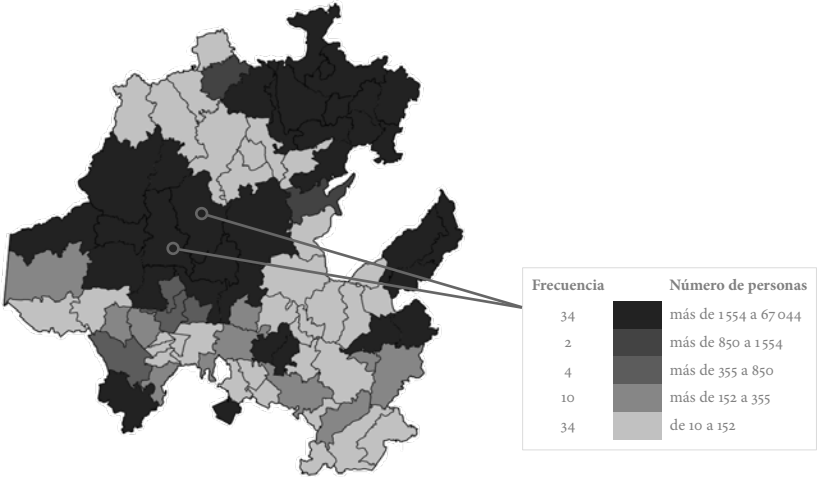 Frecuencia Número de personas
34 más de 1 554 a 67 044
2 más de 850 a 1 554
4 más de 355 a 850
10 más de 152 a 355
34 de 10 a 152